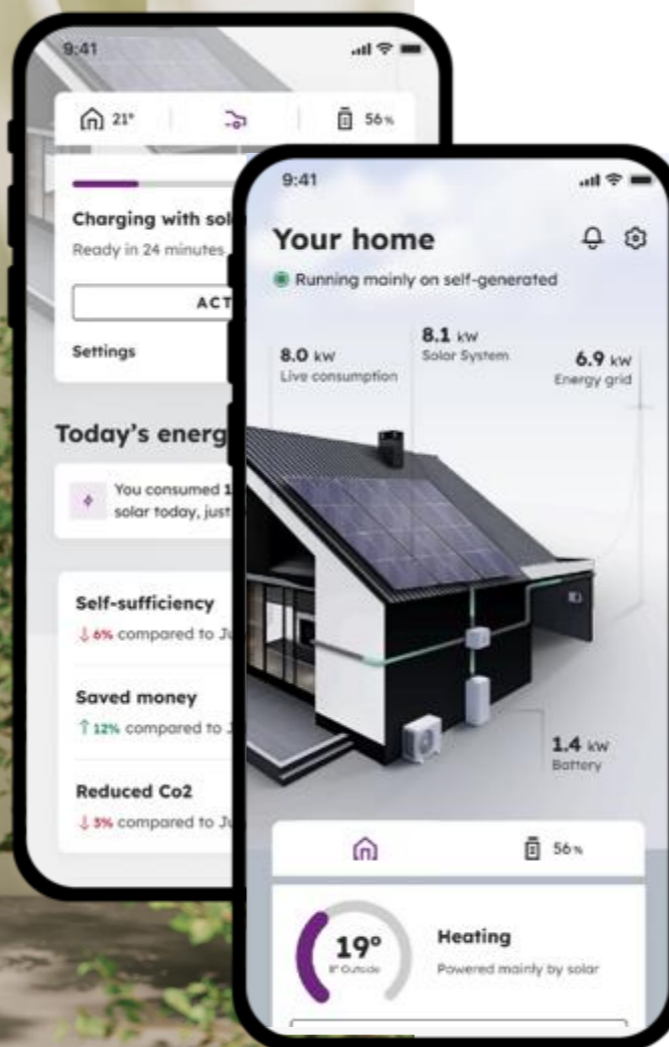 9:41
21°
56%
Charging with sol
Ready in 24 minutes
ACT
Settings
Today's energ
You consumed 1
solar today, just
Self-sufficiency
↓ 6% compared to Ju
Saved money
↑ 12% compared to J
Reduced Co2
↓ 3% compared to Ju
9:41
Your home
Running mainly on self-generated
8.0 kW
Live consumption
8.1 kW
Solar System
6.9 kW
Energy grid
1.4 kW
Battery
56%
19°
8° Outside
Heating
Powered mainly by solar